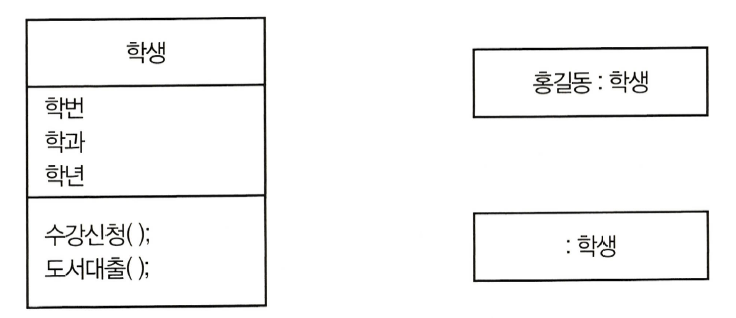 학생
학번
학과
학년
수강신청( );
도서대출( );
홍길동 : 학생
: 학생